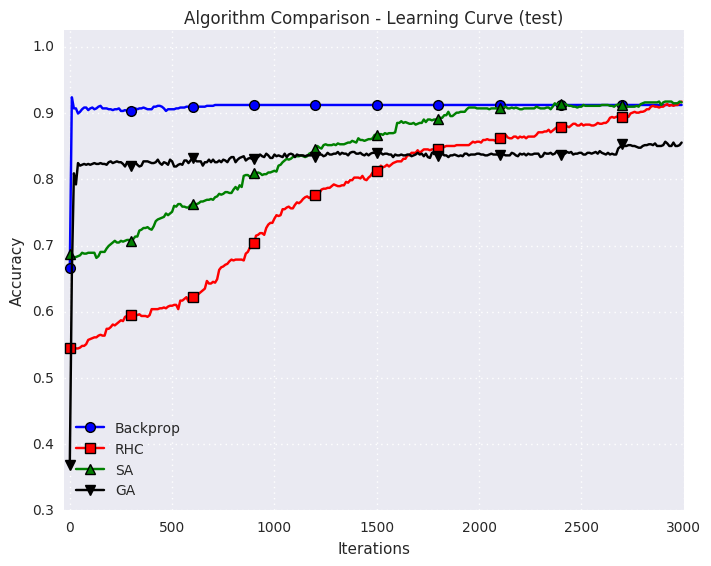 Algorithm Comparison - Learning Curve (test)
1.0
0.9
0.8
0.7
0.6
0.5
0.4
0.3
Accuracy
Backprop
RHC
SA
GA
0 500 1000 1500 2000 2500 3000
Iterations